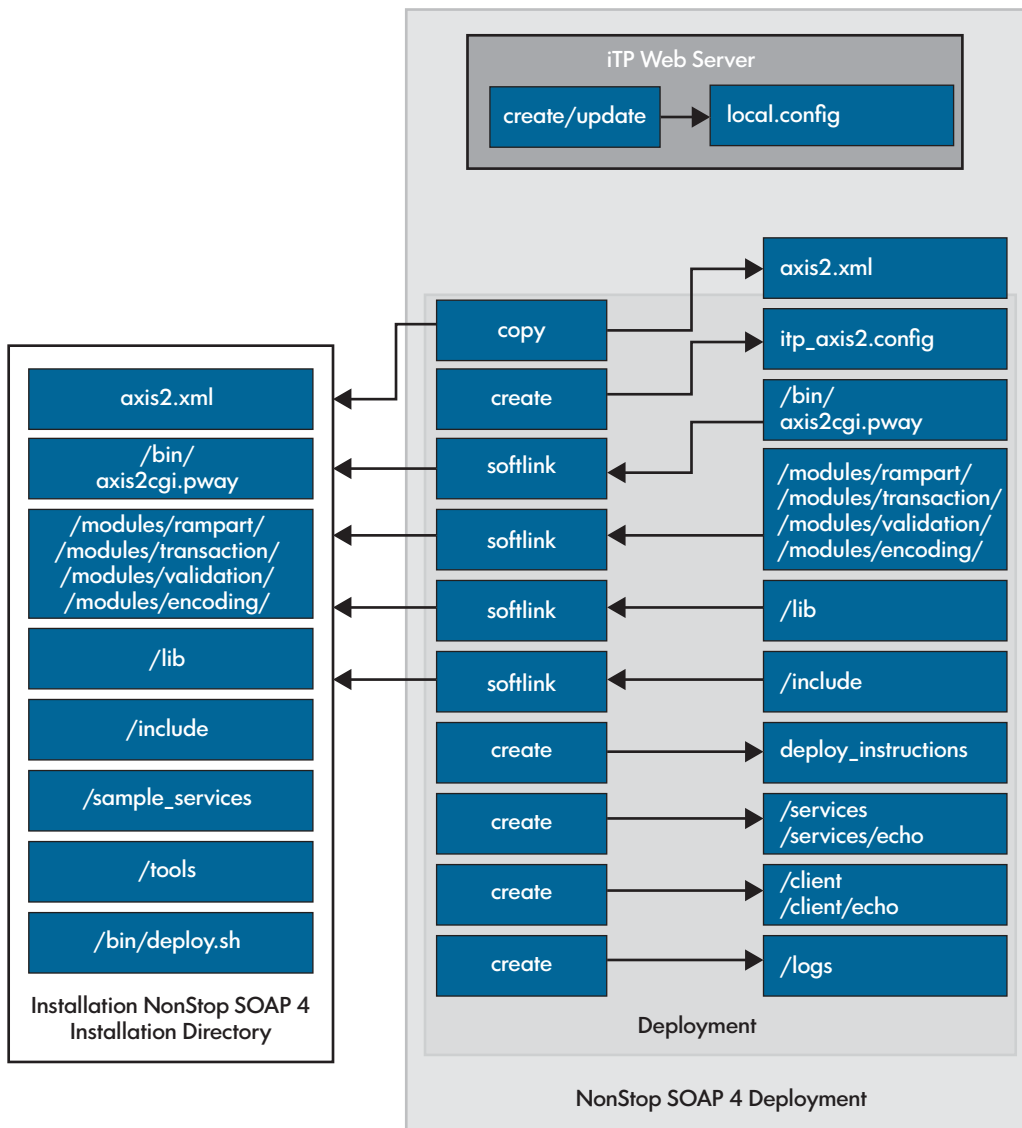 iTP Web Server
create/update
local.config
axis2.xml
copy
itp_axis2.config
create
/bin/
axis2cgi.pway
softlink
/modules/rampart/
/modules/transaction/
/modules/validation/
/modules/encoding/
softlink
/lib
softlink
/include
softlink
deploy_instructions
create
/services
/services/echo
create
/client
/client/echo
create
/logs
create
Deployment
NonStop SOAP 4 Deployment
axis2.xml
/bin/
axis2cgi.pway
/modules/rampart/
/modules/transaction/
/modules/validation/
/modules/encoding/
/lib
/include
/sample_services
/tools
/bin/deploy.sh
Installation NonStop SOAP 4
Installation Directory